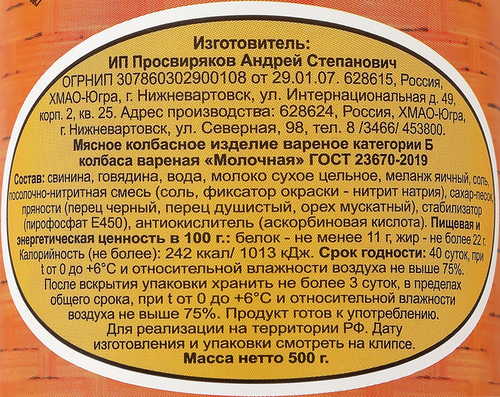 Изготовитель:
ИП Просвиряков Андрей Степанович
ОГРНИП 307860302900108 от 29.01.07. 628615, Россия,
ХМАО-Югра, г. Нижневартовск, ул. Интернациональная д. 49,
корп. 2, кв. 25. Адрес производства: 628624, Россия, ХМАО-Югра,
г. Нижневартовск, ул. Северная, 98, тел. 8 /3466/ 453800.
Мясное колбасное изделие вареное категории Б
колбаса вареная «Молочная» ГОСТ 23670-2019
Состав: свинина, говядина, вода, молоко сухое цельное, меланж яичный, соль,
посолочно-нитритная смесь (соль, фиксатор окраски - нитрит натрия), сахар-песок,
пряности (перец черный, перец душистый, орех мускатный), стабилизатор
(пирофосфат Е450), антиокислитель (аскорбиновая кислота). Пищевая и
энергетическая ценность в 100 г.: белок - не менее 11 г, жир - не более 22 г.
Калорийность (не более): 242 ккал/ 1013 кДж. Срок годности: 40 суток, при
t от 0 до +6°С и относительной влажности воздуха не выше 75%.
После вскрытия упаковки хранить не более 3 суток, в пределах
общего срока, при t от 0 до +6°С и относительной влажности
воздуха не выше 75%. Продукт готов к употреблению.
Для реализации на территории РФ. Дату
изготовления и упаковки смотреть на клипсе.
Масса нетто 500 г.